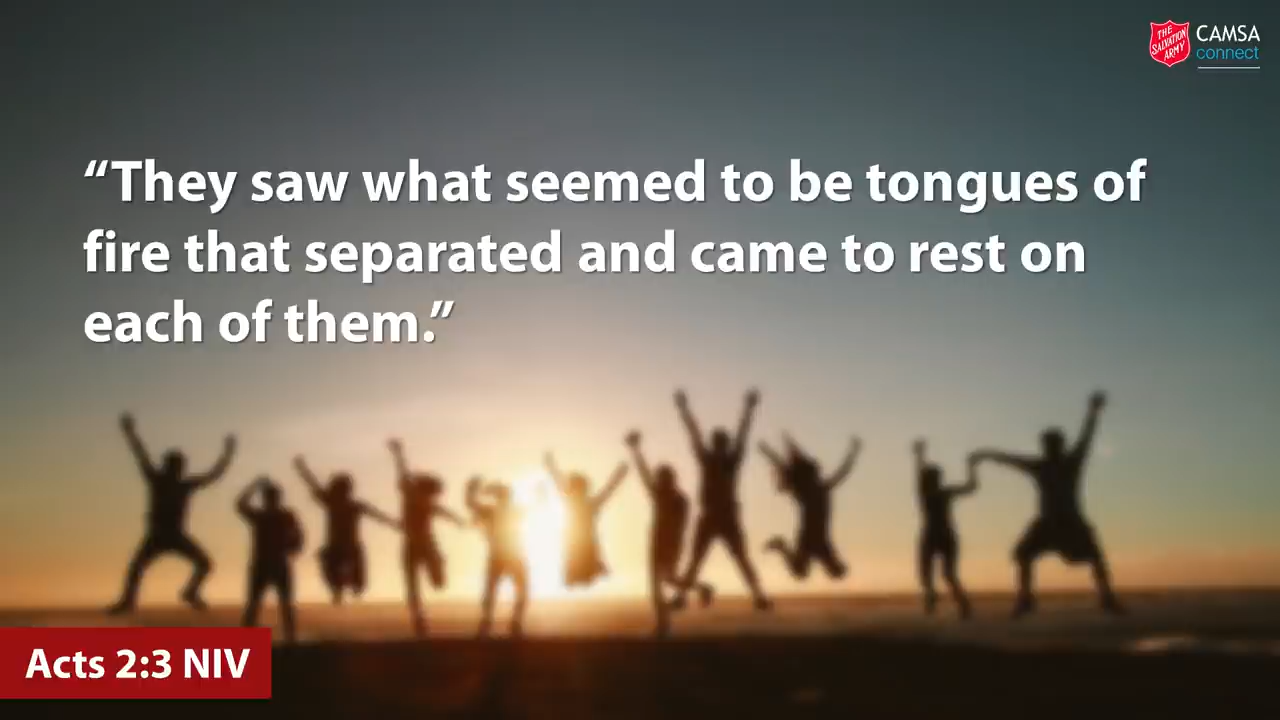 THE
SALVATION
ARMY
CAMSA
connect
“They saw what seemed to be tongues of
fire that separated and came to rest on
each of them.”
Acts 2:3 NIV